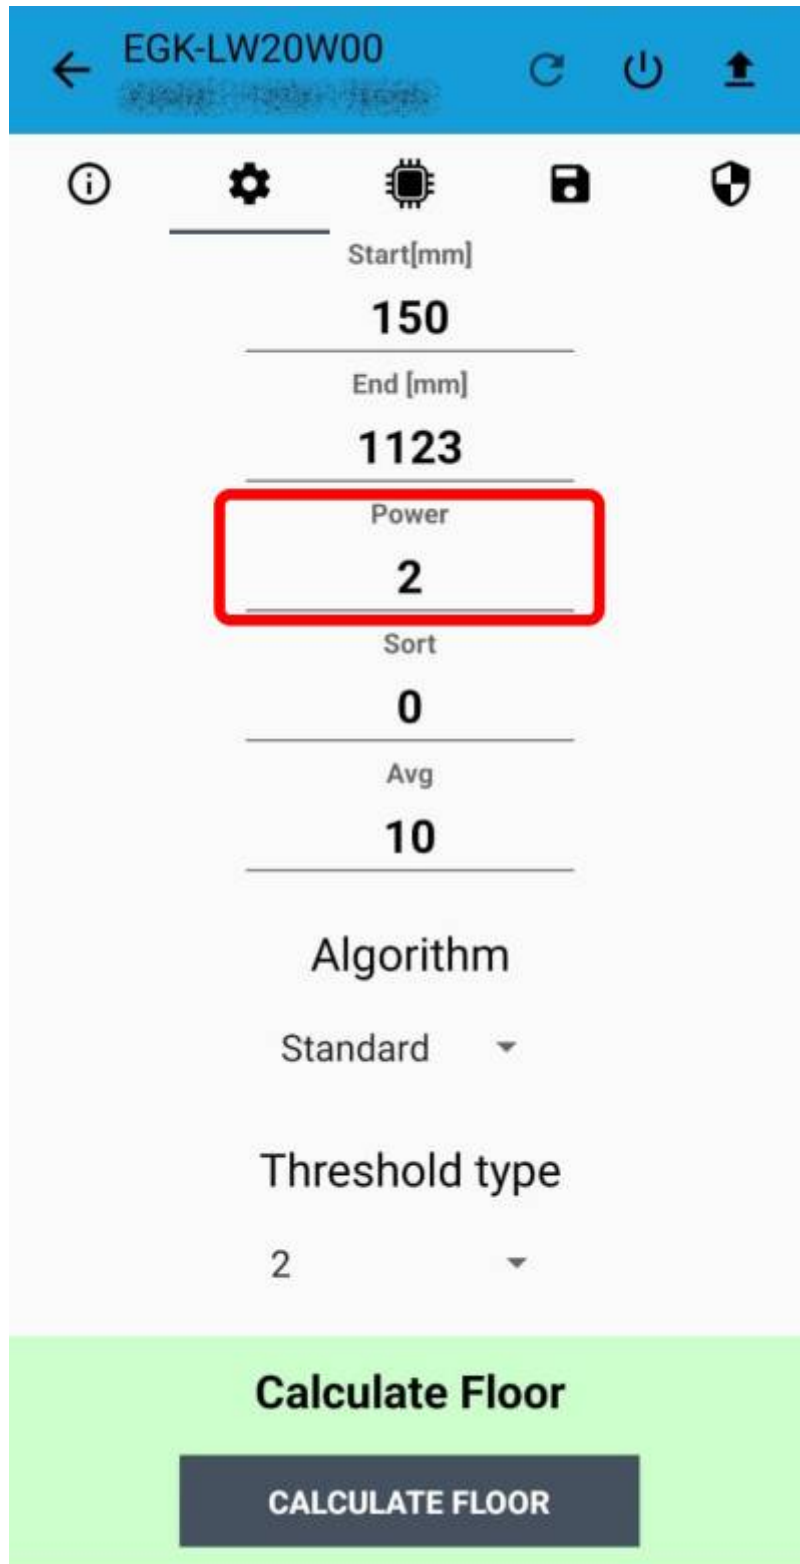 EGK-LW20W00
Start[mm]
150
End [mm]
1123
Power
2
Sort
0
Avg
10
Algorithm
Standard
Threshold type
2
Calculate Floor
CALCULATE FLOOR